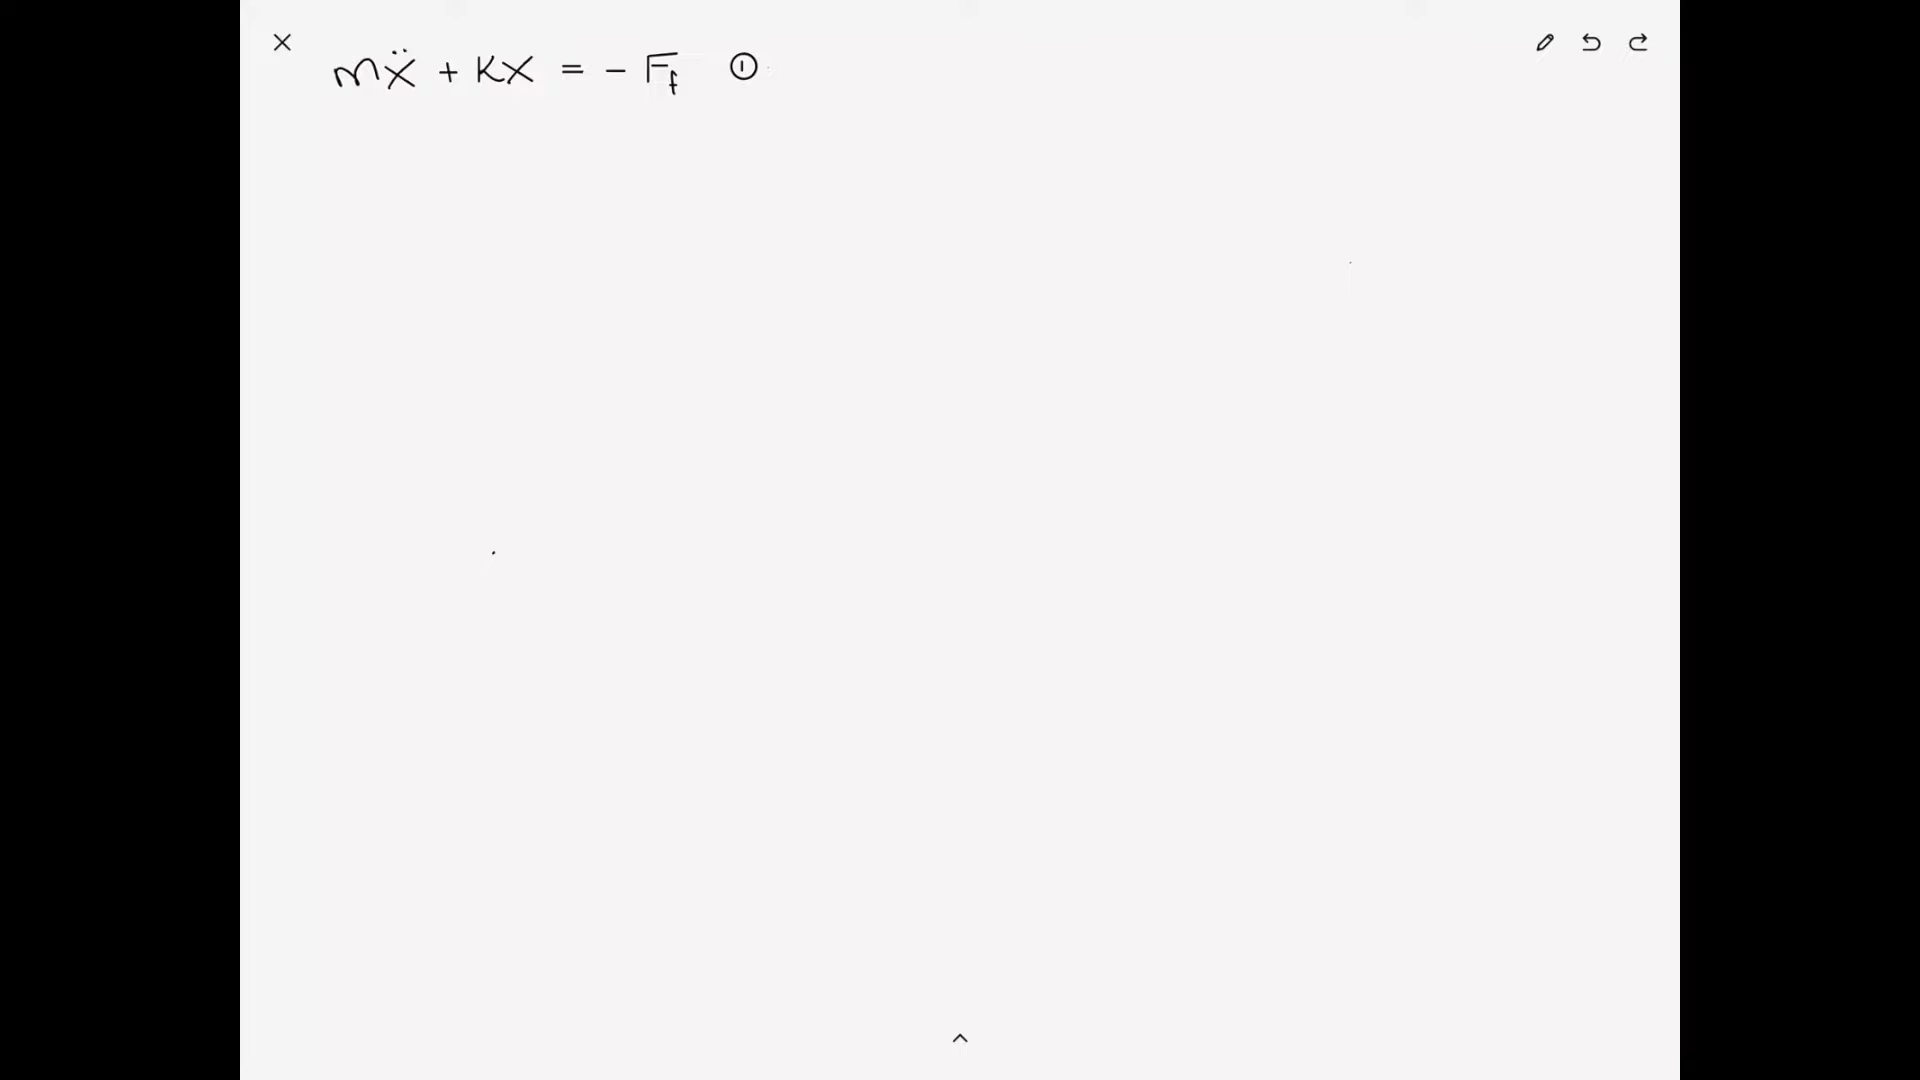 mẍ + Kx = - F_f ①